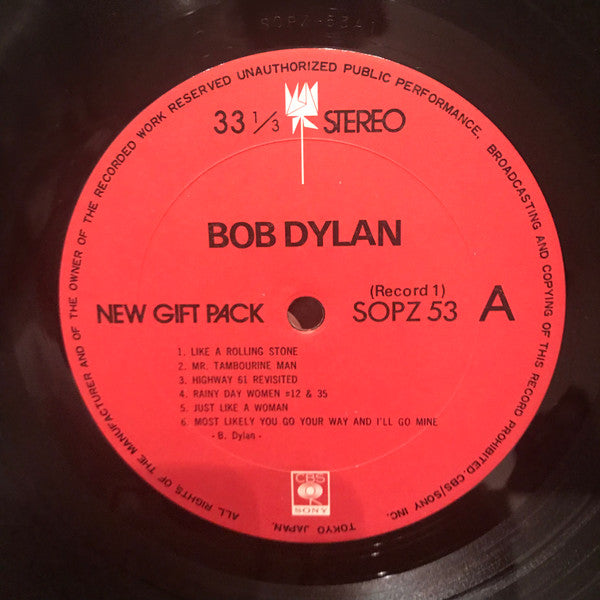 SOPZ-53A
33 1/3 STEREO
BOB DYLAN
(Record 1)
NEW GIFT PACK SOPZ 53 A
1. LIKE A ROLLING STONE
2. MR. TAMBOURINE MAN
3. HIGHWAY 61 REVISITED
4. RAINY DAY WOMEN #12 & 35
5. JUST LIKE A WOMAN
6. MOST LIKELY YOU GO YOUR WAY AND I'LL GO MINE
- B. Dylan -
CBS
SONY
ALL RIGHTS OF THE MANUFACTURER AND OF THE OWNER OF THE RECORDED WORK RESERVED UNAUTHORIZED PUBLIC PERFORMANCE, BROADCASTING AND COPYING OF THIS RECORD PROHIBITED. CBS/SONY INC. TOKYO JAPAN.